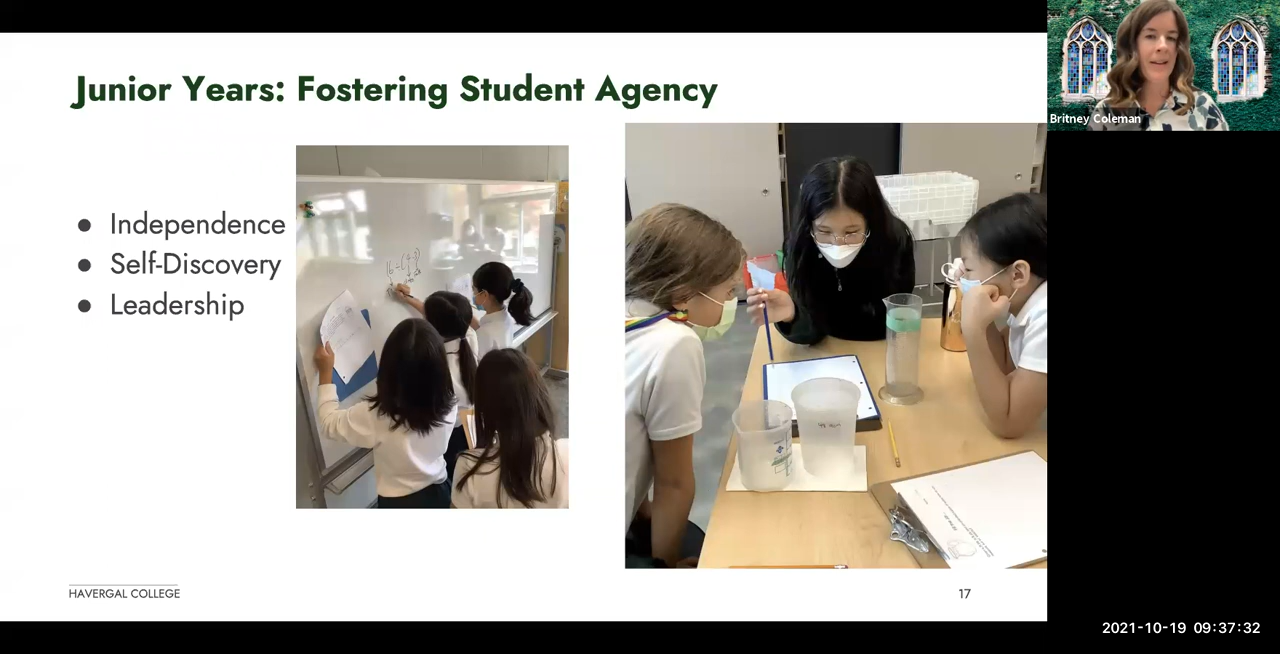 Junior Years: Fostering Student Agency
Britney Coleman
● Independence
● Self-Discovery
● Leadership
HAVERGAL COLLEGE
17
2021-10-19 09:37:32